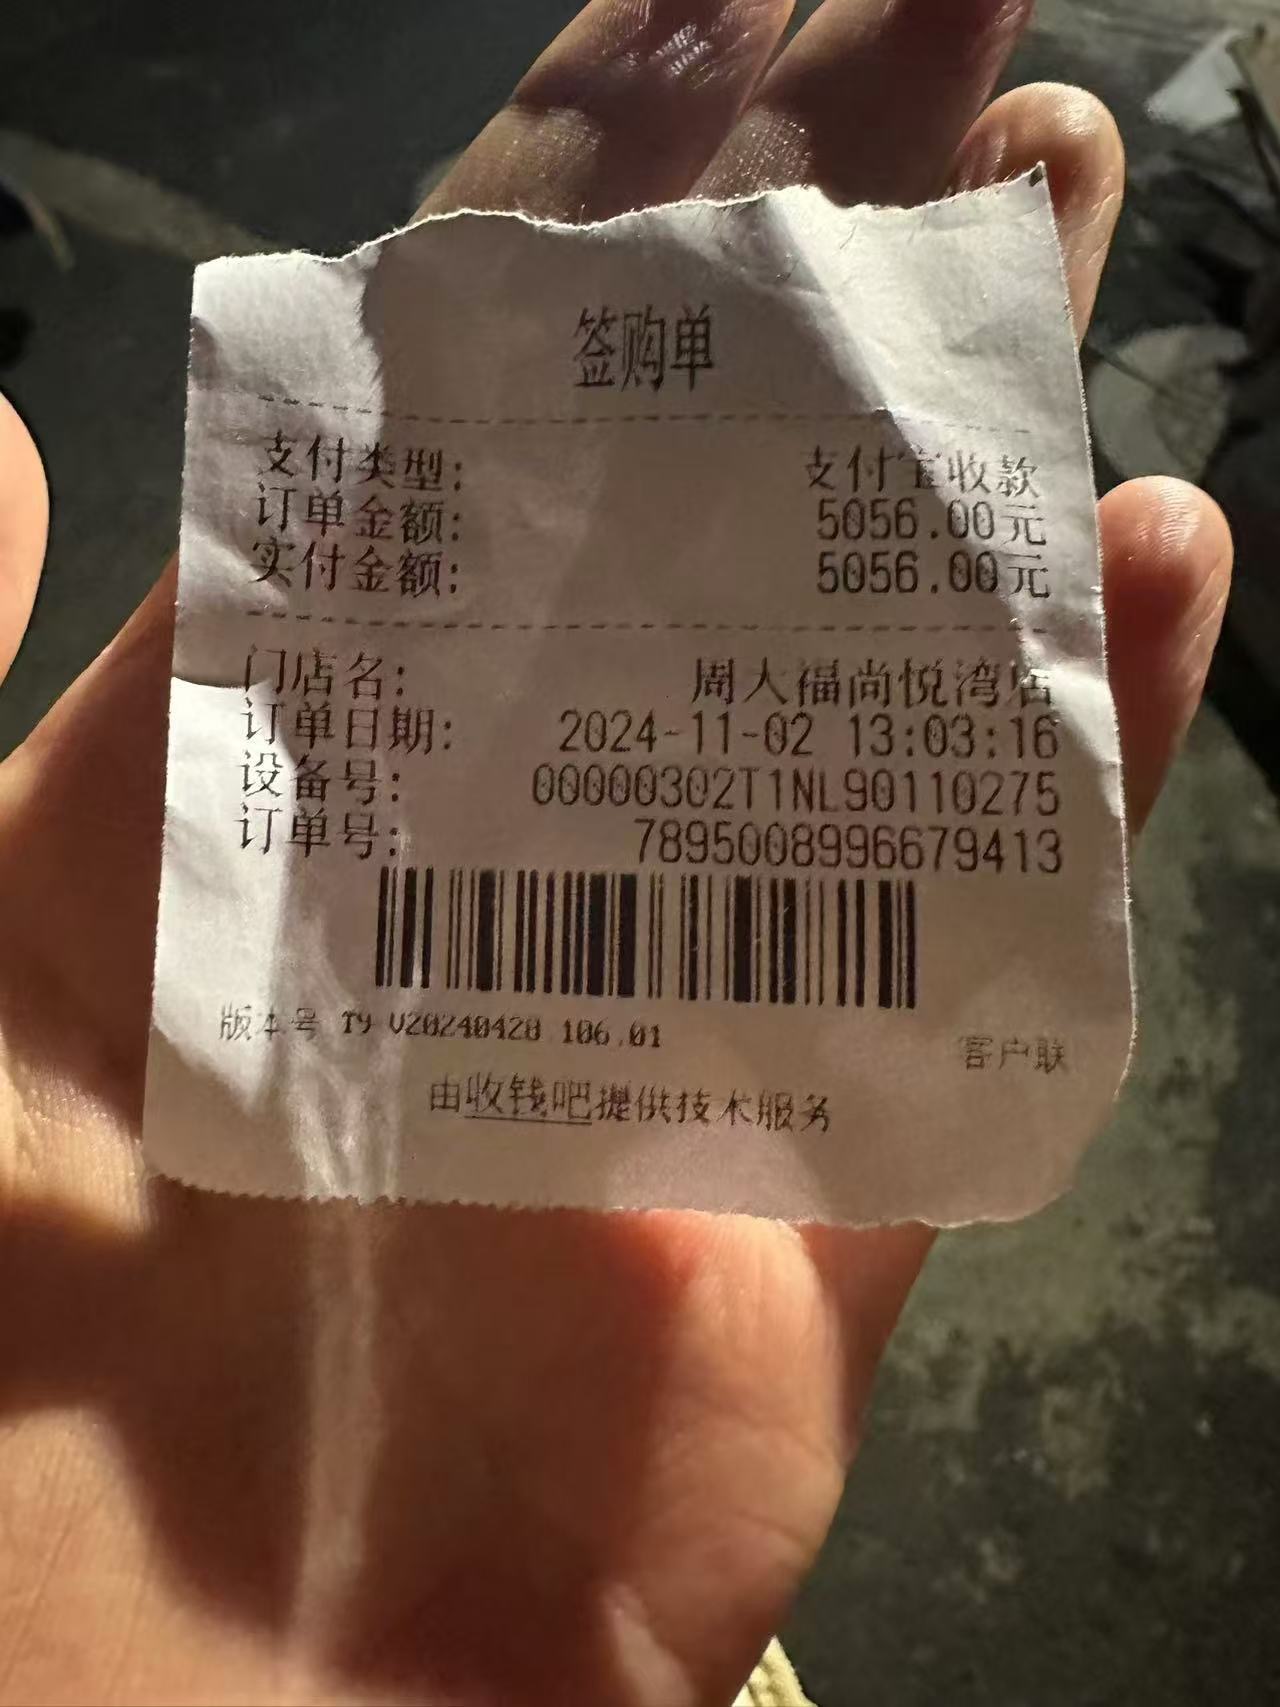 签购单
支付类型: 支付宝收款
订单金额: 5056.00元
实付金额: 5056.00元
门店名: 周大福尚悦湾店
订单日期: 2024-11-02 13:03:16
设备号: 00000302T1NL90110275
订单号: 7895008996679413
版本号 T9 V20240428.106.01
客户联
由收钱吧提供技术服务